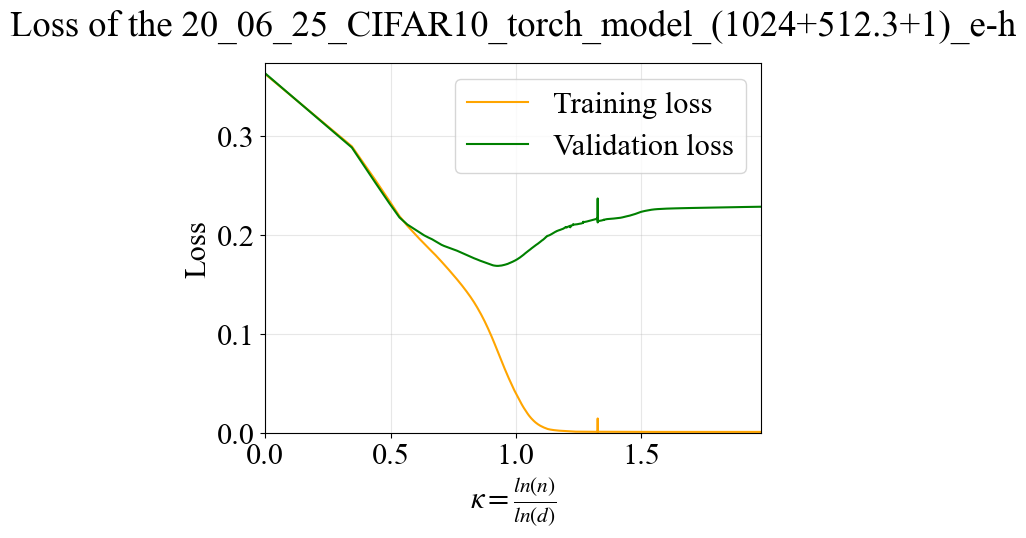 Loss of the 20_06_25_CIFAR10_torch_model_(1024+512.3+1)_e-h
Training loss
Validation loss
0.3
0.2
0.1
0.0
Loss
0.0 0.5 1.0 1.5
κ = ln(n)/ln(d)